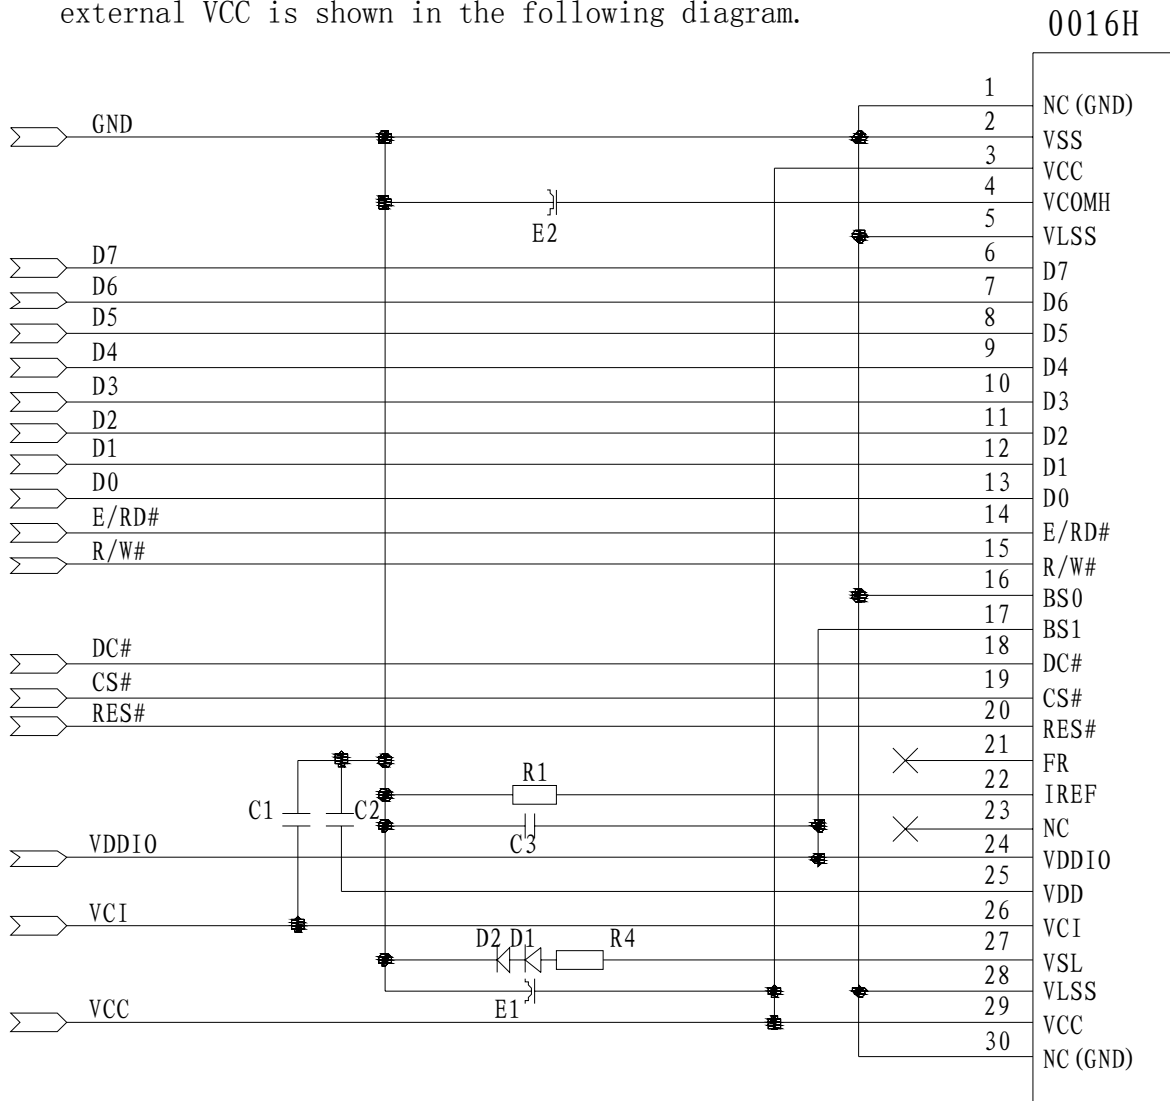 external VCC is shown in the following diagram.
0016H
1
NC(GND)
GND
2
VSS
3
VCC
4
VCOMH
E2
5
VLSS
D7
6
D7
D6
7
D6
D5
8
D5
D4
9
D4
D3
10
D3
D2
11
D2
D1
12
D1
D0
13
D0
E/RD#
14
E/RD#
R/W#
15
R/W#
16
BS0
17
BS1
DC#
18
DC#
CS#
19
CS#
RES#
20
RES#
21
FR
R1
22
IREF
C1
C2
23
NC
C3
VDDIO
24
VDDIO
25
VDD
VCI
26
VCI
D2
D1
R4
27
VSL
28
VLSS
E1
VCC
29
VCC
30
NC(GND)